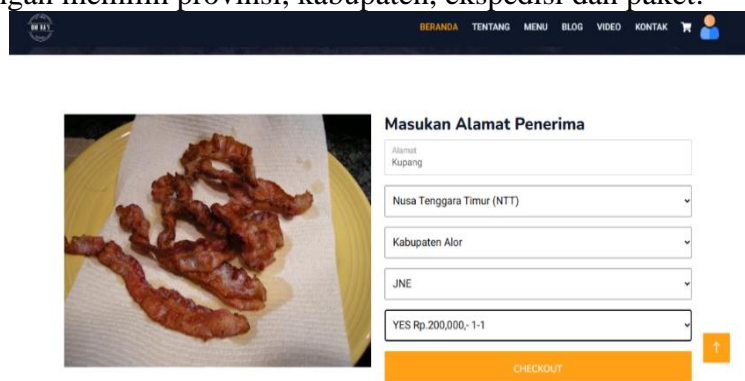 memilih provinsi, kabupaten, ekspedisi dan paket.
BERANDA TENTANG MENU BLOG VIDEO KONTAK
Masukan Alamat Penerima
Alamat
Kupang
Nusa Tenggara Timur (NTT)
Kabupaten Alor
JNE
YES Rp.200,000,- 1-1
CHECKOUT